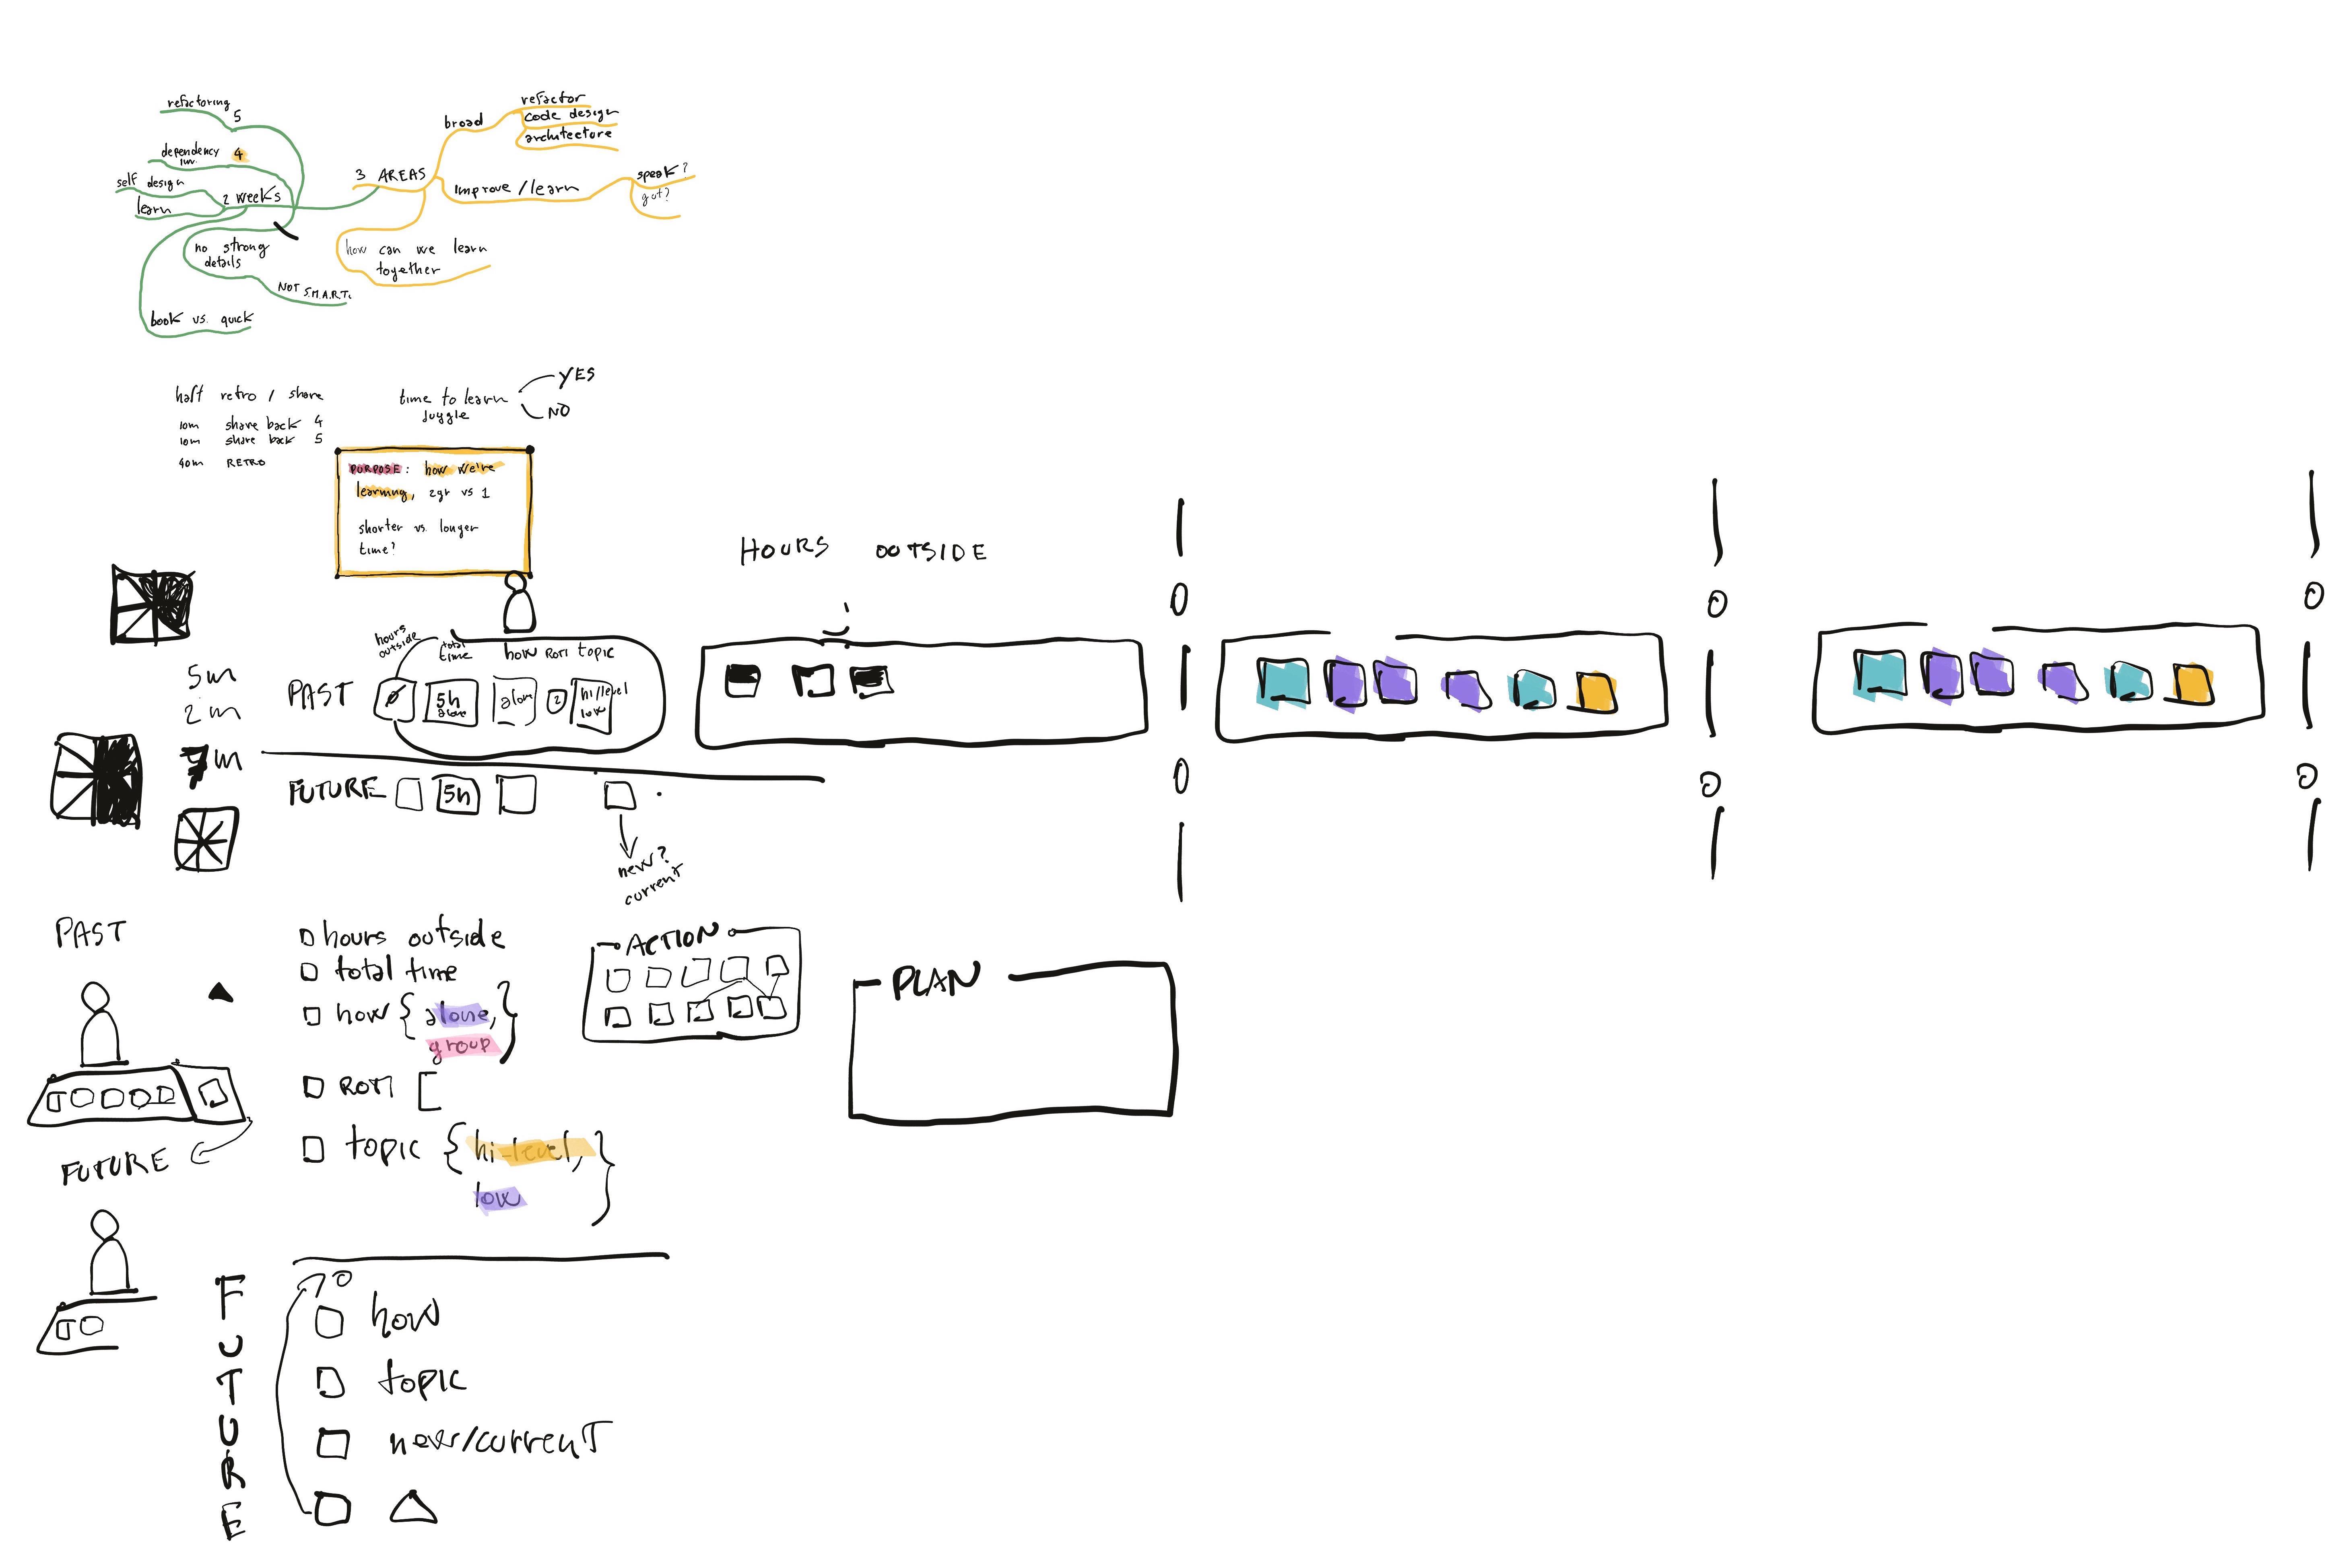 refactoring
5
dependency 4
inv.
self design
learn
2 weeks
no strong
details
NOT S.M.A.R.T.
book vs. quick
3 AREAS
broad
refactor
code design
architecture
improve/learn
speak?
got?
how can we learn
together
half retro / share
10m share back 4
10m share back 5
40m RETRO
time to learn
juggle
YES
NO
PURPOSE: how we're
learning, 2gr vs 1
shorter vs. longer
time?
HOURS OUTSIDE
hours
outside
total
time
how ROTI topic
5m
2m
7m
PAST
0
5h
alone
alone
2
hi/level
low
FUTURE
5h
new?
current
PAST
FUTURE
hours outside
total time
how { alone,
group }
ROTI [
topic { hi-level,
low }
ACTION
PLAN
FUTURE
how
topic
new/current